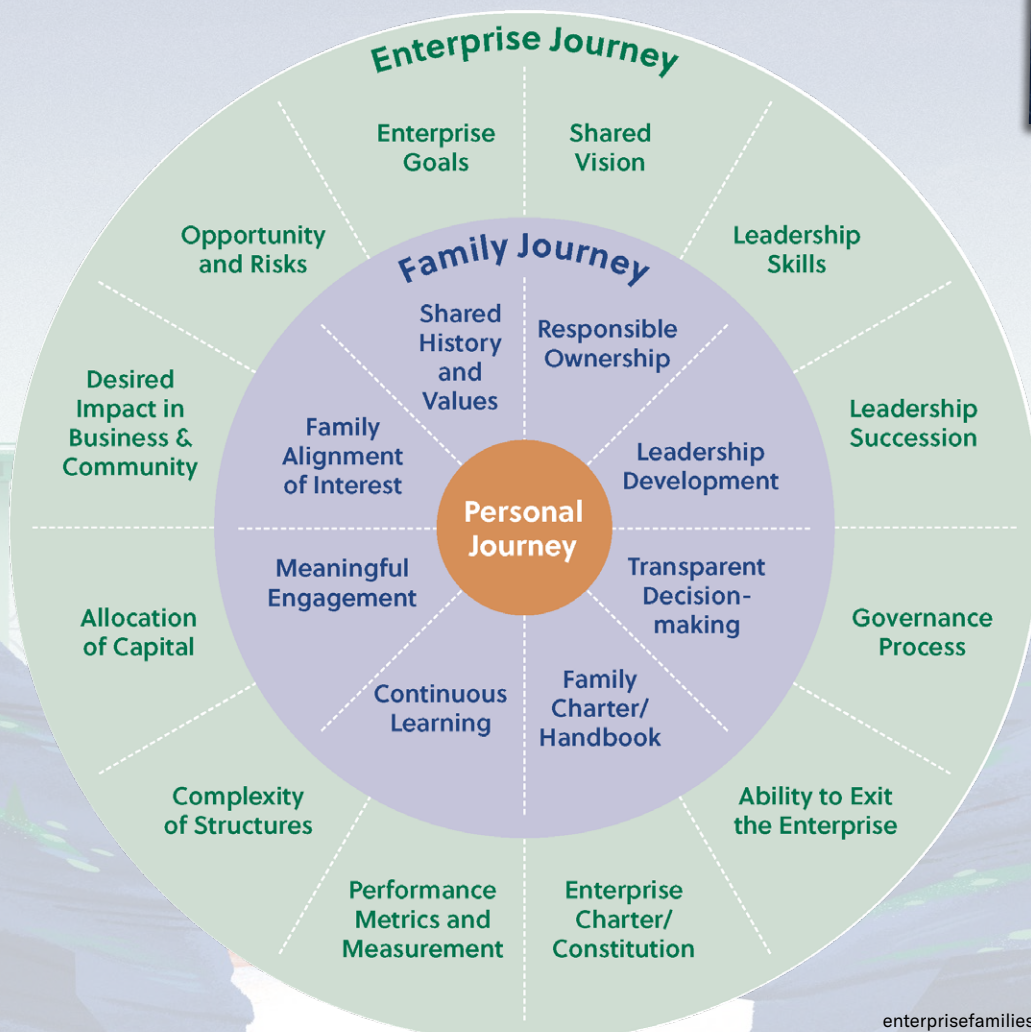 Enterprise Journey
Enterprise
Goals
Shared
Vision
Leadership
Skills
Leadership
Succession
Governance
Process
Ability to Exit
the Enterprise
Enterprise
Charter/
Constitution
Performance
Metrics and
Measurement
Complexity
of Structures
Allocation
of Capital
Desired
Impact in
Business &
Community
Opportunity
and Risks
Family Journey
Shared
History
and
Values
Responsible
Ownership
Leadership
Development
Transparent
Decision-
making
Family
Charter/
Handbook
Continuous
Learning
Meaningful
Engagement
Family
Alignment
of Interest
Personal
Journey
enterprisefamilies